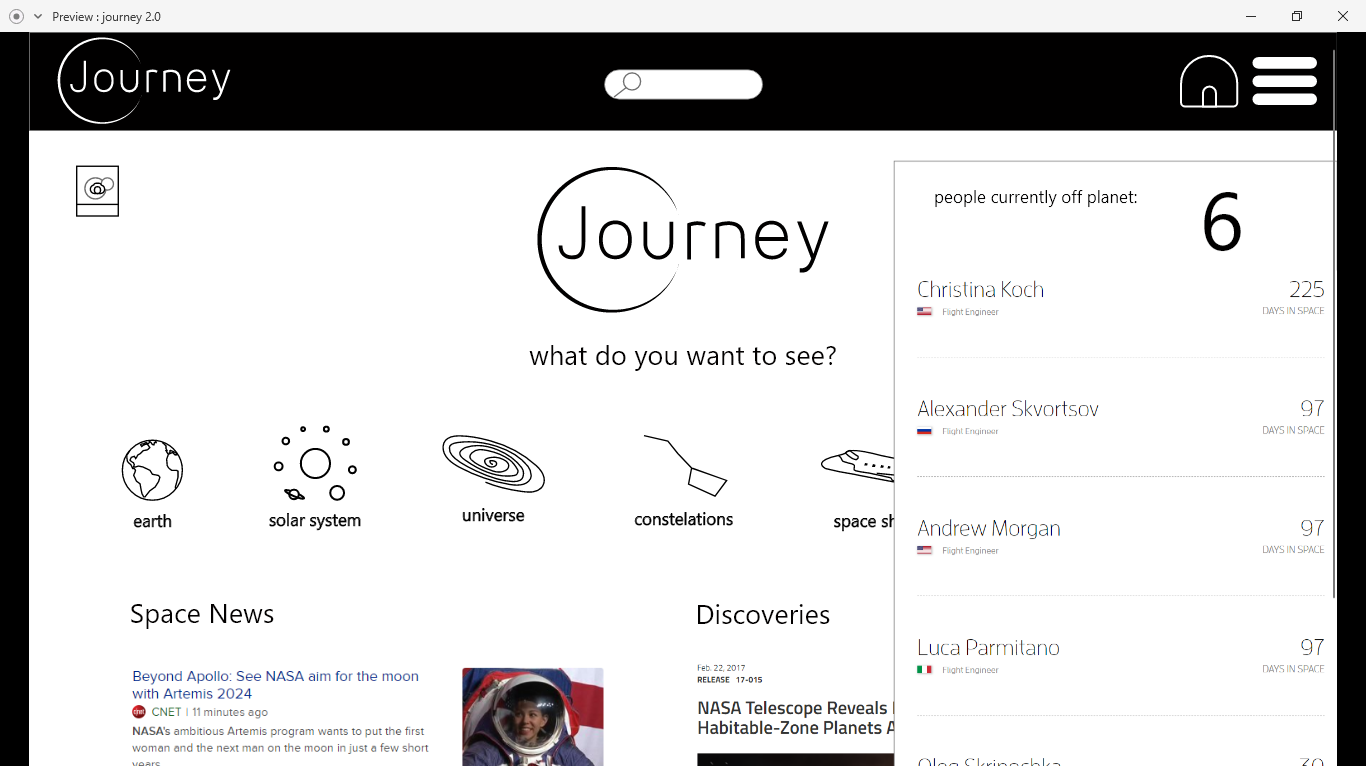 Preview : journey 2.0
Journey
Journey
what do you want to see?
earth
solar system
universe
constelations
space sh
people currently off planet:
6
Christina Koch
225
Flight Engineer
DAYS IN SPACE
Alexander Skvortsov
97
Flight Engineer
DAYS IN SPACE
Andrew Morgan
97
Flight Engineer
DAYS IN SPACE
Luca Parmitano
97
Flight Engineer
DAYS IN SPACE
Oleg Skripochka
30
Space News
Beyond Apollo: See NASA aim for the moon
with Artemis 2024
cnet
CNET | 11 minutes ago
NASA's ambitious Artemis program wants to put the first
woman and the next man on the moon in just a few short
years
Discoveries
Feb. 22, 2017
RELEASE 17-015
NASA Telescope Reveals
Habitable-Zone Planets A